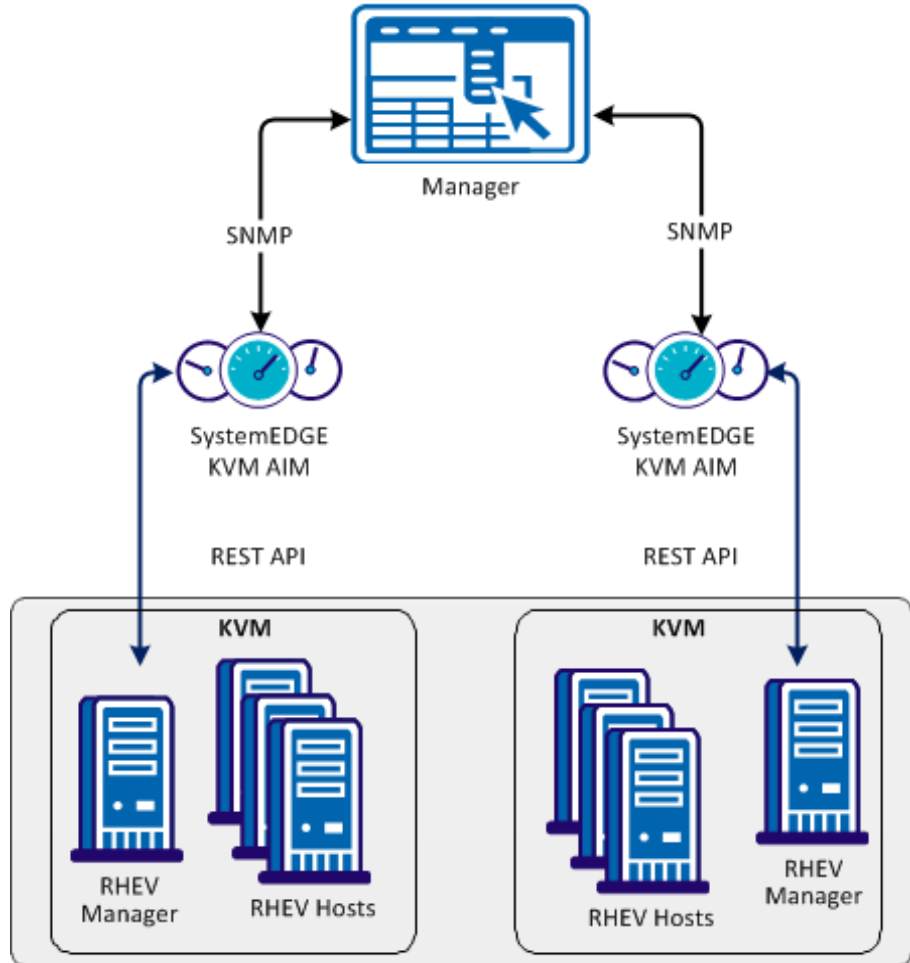 Manager
SNMP
SNMP
SystemEDGE
KVM AIM
SystemEDGE
KVM AIM
REST API
REST API
KVM
KVM
RHEV
Manager
RHEV Hosts
RHEV Hosts
RHEV
Manager